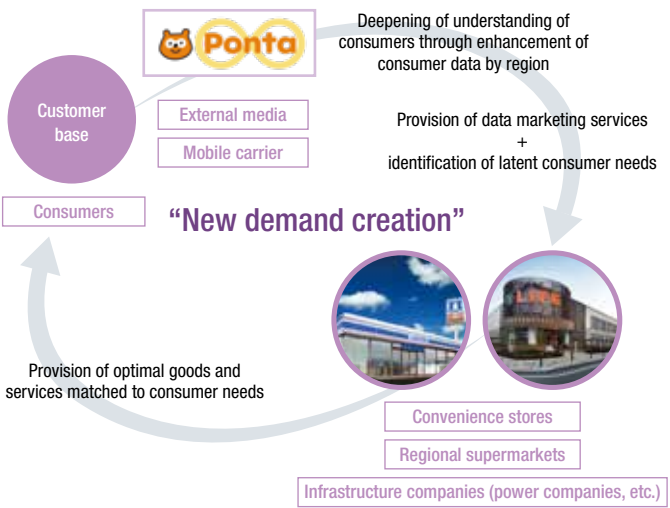 Ponta
Deepening of understanding of
consumers through enhancement of
consumer data by region
Customer
base
External media
Mobile carrier
Provision of data marketing services
+
identification of latent consumer needs
Consumers
“New demand creation”
LIFE
Provision of optimal goods and
services matched to consumer needs
Convenience stores
Regional supermarkets
Infrastructure companies (power companies, etc.)